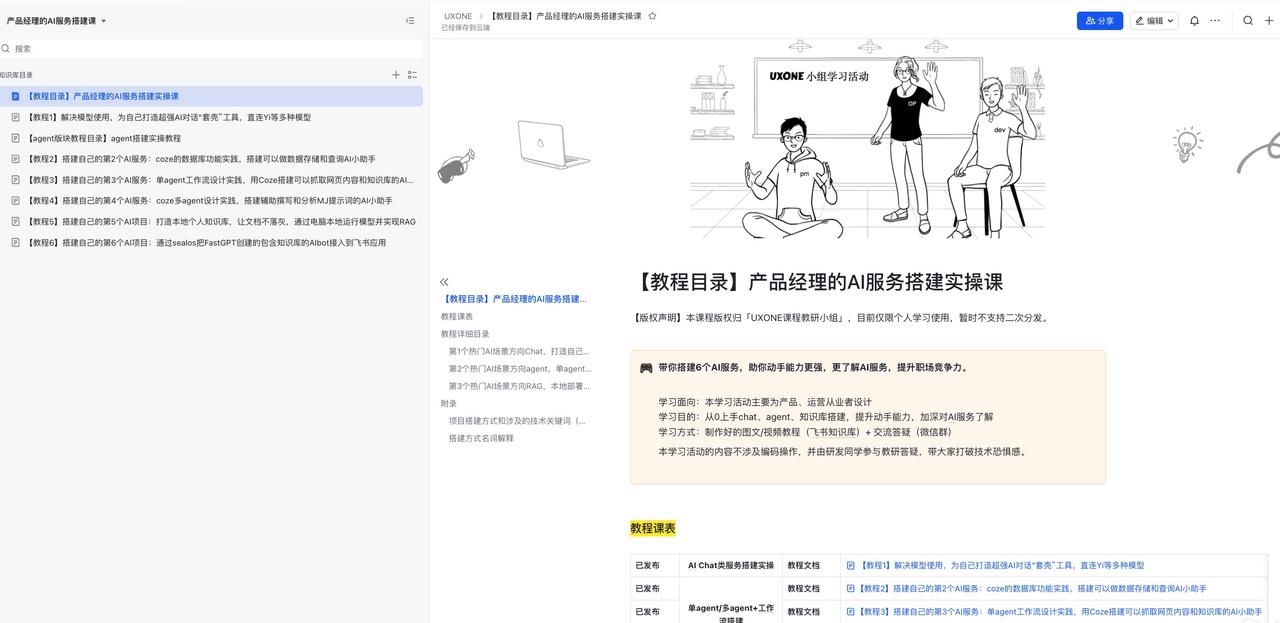 产品经理的AI服务搭建课
搜索
知识库目录
【教程目录】产品经理的AI服务搭建实操课
【教程1】解决模型使用，为自己打造超强AI对话“套壳”工具，直连Yi等多种模型
【agent版块教程目录】agent搭建实操教程
【教程2】搭建自己的第2个AI服务：coze的数据库功能实践，搭建可以做数据存储和查询AI小助手
【教程3】搭建自己的第3个AI服务：单agent工作流设计实践，用Coze搭建可以抓取网页内容和知识库的AI...
【教程4】搭建自己的第4个AI服务：coze多agent设计实践，搭建辅助撰写和分析MJ提示词的AI小助手
【教程5】搭建自己的第5个AI项目：打造本地个人知识库，让文档不落灰，通过电脑本地运行模型并实现RAG
【教程6】搭建自己的第6个AI项目：通过sealos把FastGPT创建的包含知识库的AIbot接入到飞书应用
UXONE
【教程目录】产品经理的AI服务搭建实操课
已经保存到云端
分享
编辑
UXONE 小组学习活动
OP
dev
pm
【教程目录】产品经理的AI服务搭建...
教程课表
教程详细目录
第1个热门AI场景方向Chat，打造自己...
第2个热门AI场景方向agent，单agent...
第3个热门AI场景方向RAG，本地部署...
附录
项目搭建方式和涉及的技术关键词（...
搭建方式名词解释
【教程目录】产品经理的AI服务搭建实操课
【版权声明】本课程版权归「UXONE课程教研小组」，目前仅限个人学习使用，暂时不支持二次分发。
带你搭建6个AI服务，助你动手能力更强，更了解AI服务，提升职场竞争力。
学习面向：本学习活动主要为产品、运营从业者设计
学习目的：从0上手chat、agent、知识库搭建，提升动手能力，加深对AI服务了解
学习方式：制作好的图文/视频教程（飞书知识库）+ 交流答疑（微信群）
本学习活动的内容不涉及编码操作，并由研发同学参与教研答疑，带大家打破技术恐惧感。
教程课表
已发布 AI Chat类服务搭建实操 教程文档 【教程1】解决模型使用，为自己打造超强AI对话“套壳”工具，直连Yi等多种模型
已发布 教程文档 【教程2】搭建自己的第2个AI服务：coze的数据库功能实践，搭建可以做数据存储和查询AI小助手
已发布 单agent/多agent+工作流搭建 教程文档 【教程3】搭建自己的第3个AI服务：单agent工作流设计实践，用Coze搭建可以抓取网页内容和知识库的AI小助手